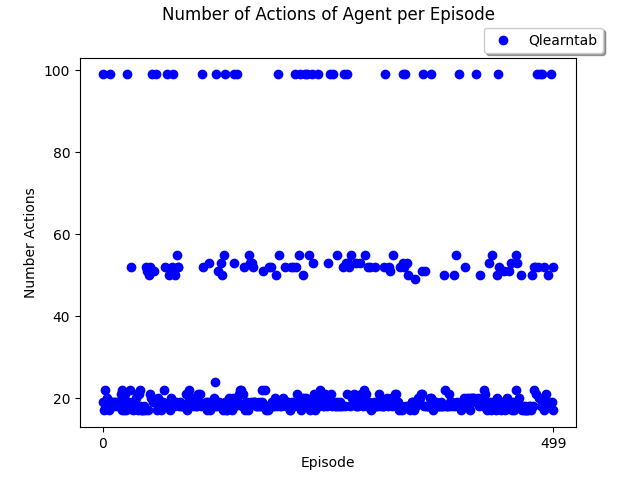 Number of Actions of Agent per Episode
Qlearntab
100
80
60
40
20
Number Actions
0
499
Episode